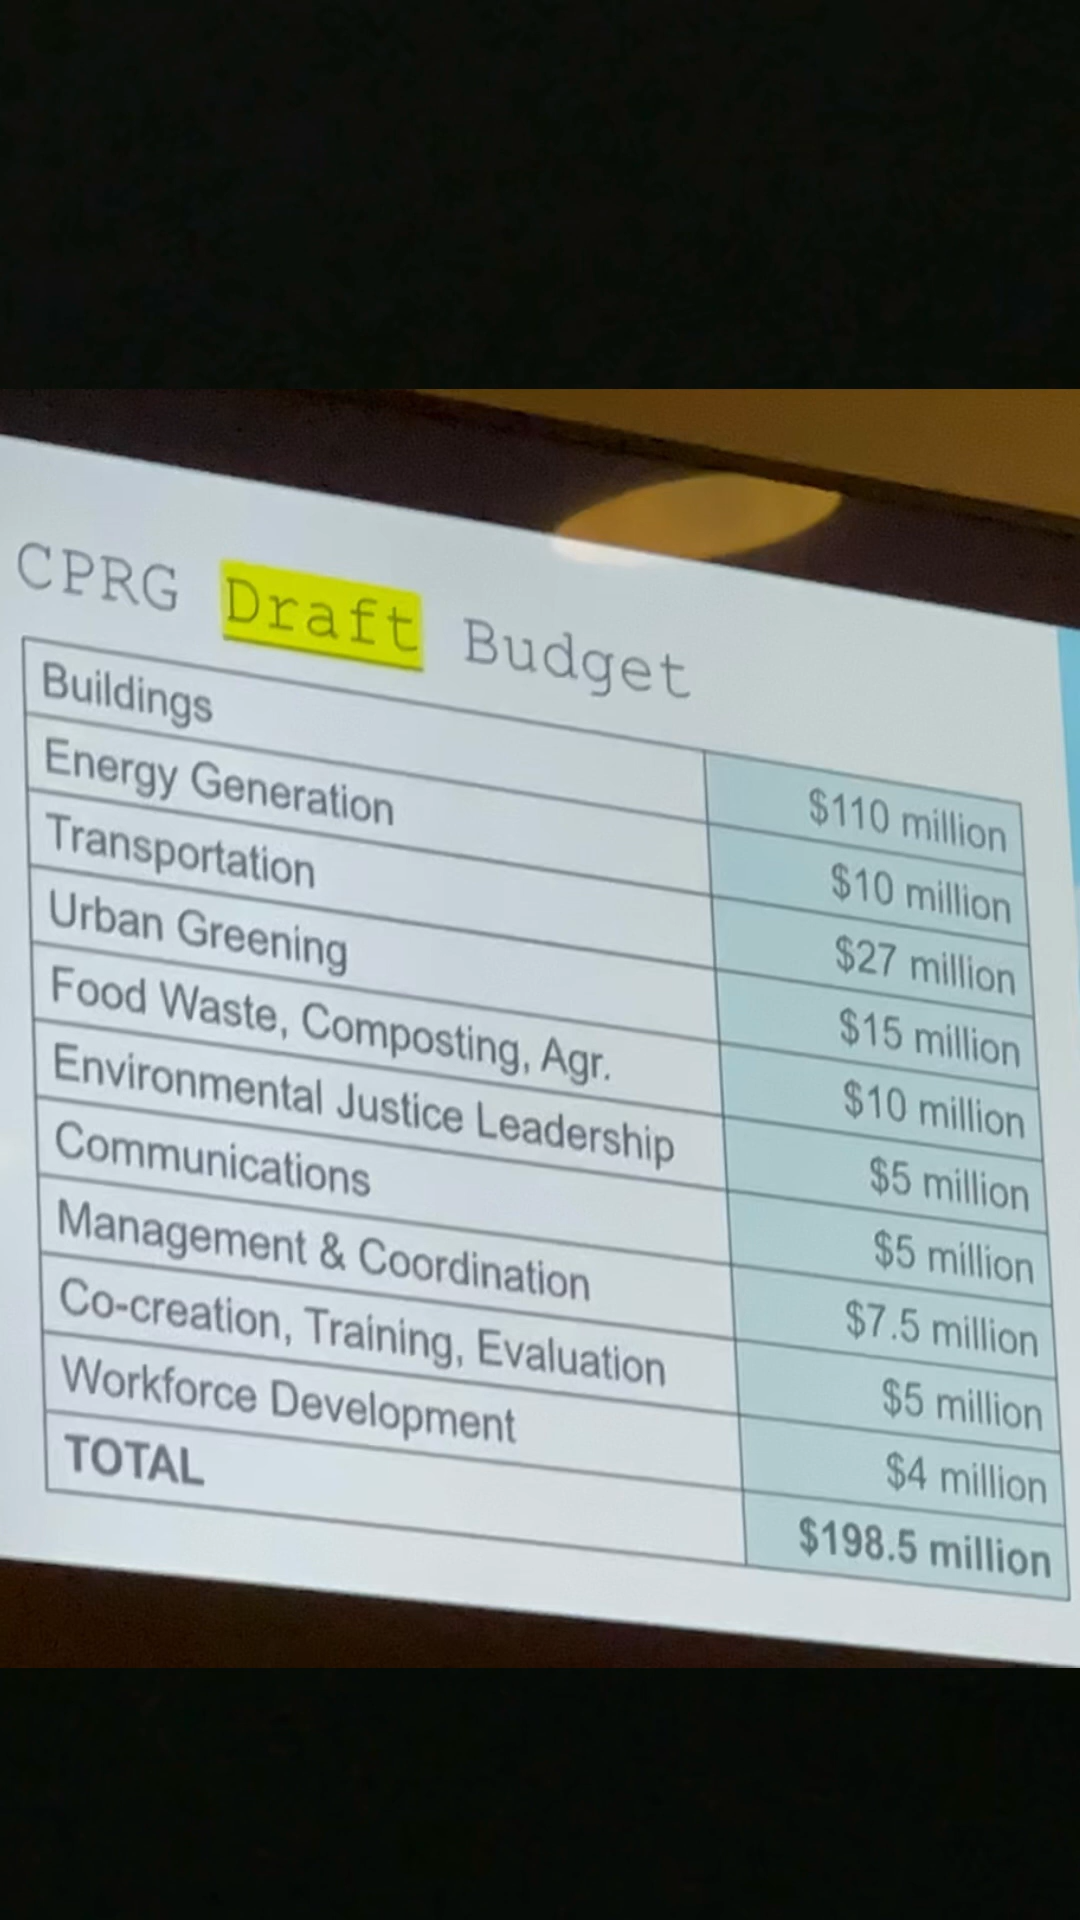 CPRG Draft Budget
Buildings $110 million
Energy Generation $10 million
Transportation $27 million
Urban Greening $15 million
Food Waste, Composting, Agr. $10 million
Environmental Justice Leadership $5 million
Communications $5 million
Management & Coordination $7.5 million
Co-creation, Training, Evaluation $5 million
Workforce Development $4 million
TOTAL $198.5 million